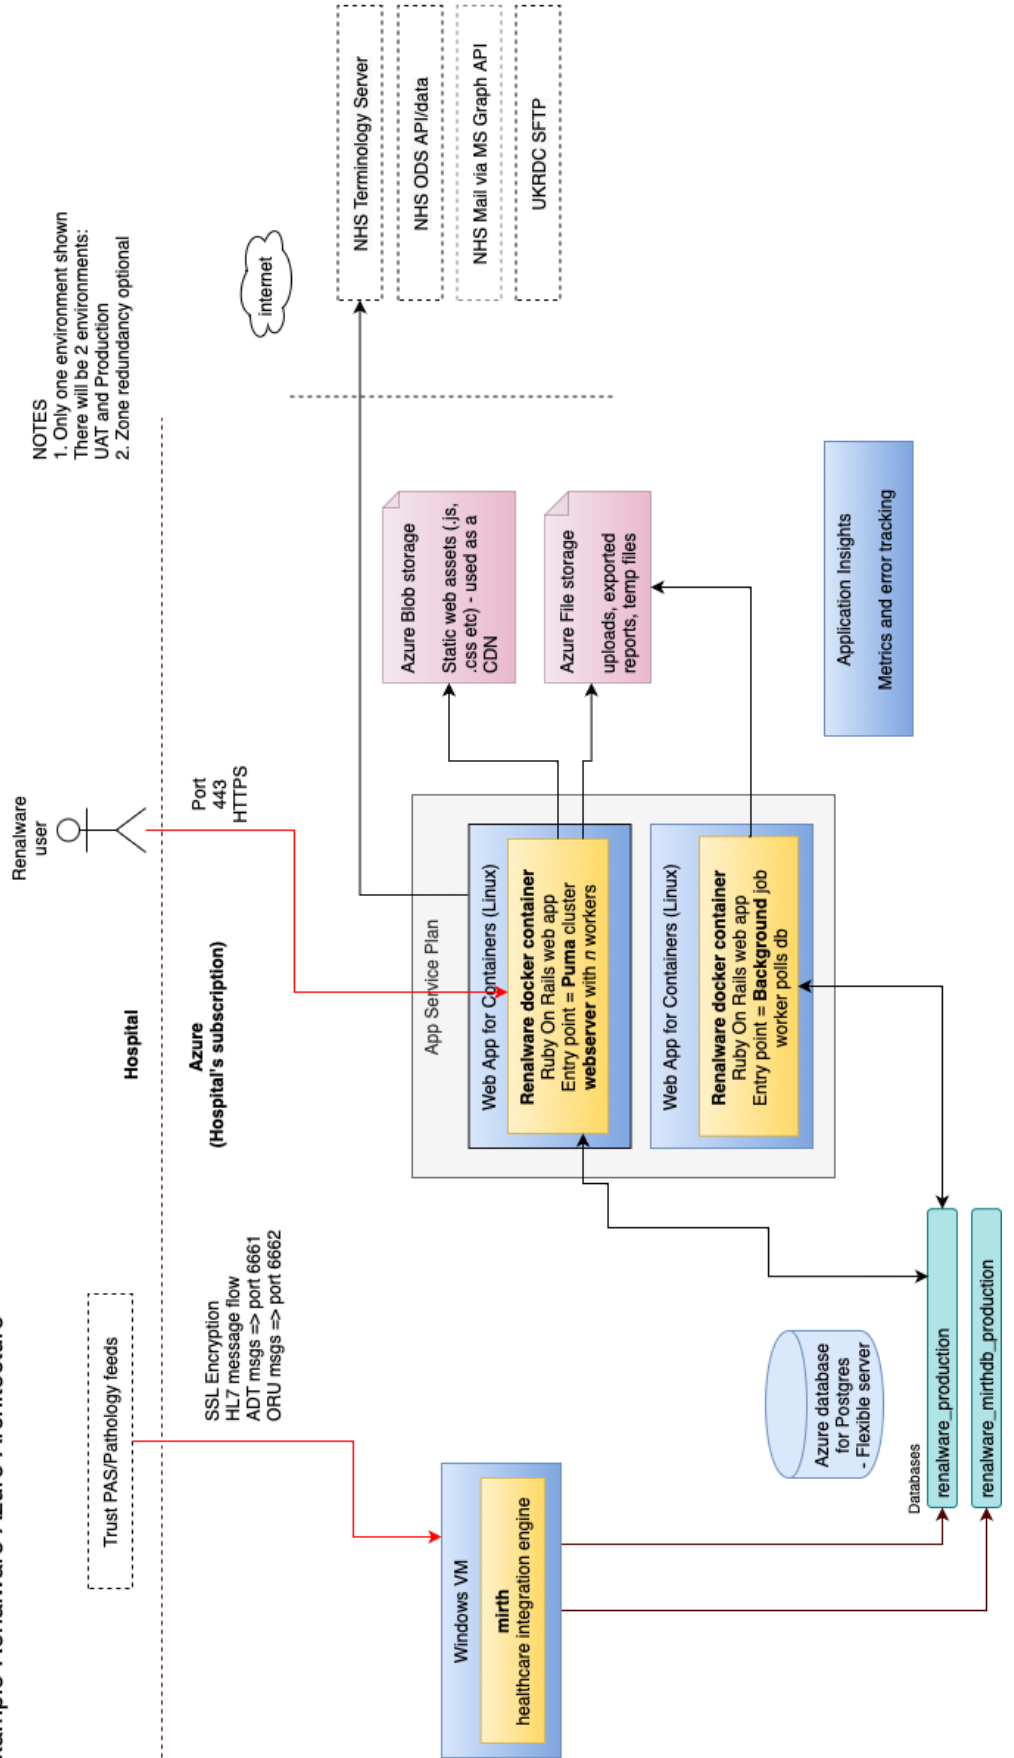 Renalware Azure Architecture
Trust PAS/Pathology feeds
Hospital
Renalware
user
NOTES
1. Only one environment shown
There will be 2 environments:
UAT and Production
2. Zone redundancy optional
Azure
(Hospital's subscription)
SSL Encryption
HL7 message flow
ADT msgs => port 6661
ORU msgs => port 6662
Port
443
HTTPS
internet
Windows VM
mirth
healthcare integration engine
App Service Plan
Web App for Containers (Linux)
Renalware docker container
Ruby On Rails web app
Entry point = Puma cluster
webserver with n workers
Web App for Containers (Linux)
Renalware docker container
Ruby On Rails web app
Entry point = Background job
worker polls db
Azure Blob storage
Static web assets (.js,
.css etc) - used as a
CDN
Azure File storage
uploads, exported
reports, temp files
NHS Terminology Server
NHS ODS API/data
NHS Mail via MS Graph API
UKRDC SFTP
Azure database
for Postgres
- Flexible server
Databases
renalware_production
renalware_mirthdb_production
Application Insights
Metrics and error tracking